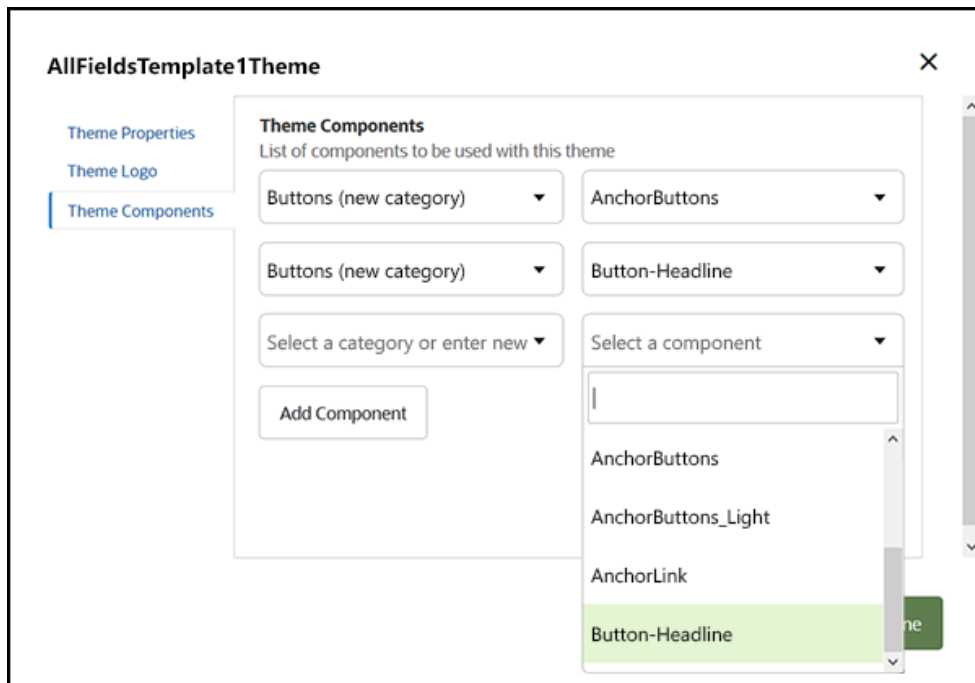 AllFieldsTemplate1Theme
Theme Properties
Theme Logo
Theme Components
Theme Components
List of components to be used with this theme
Buttons (new category)
AnchorButtons
Buttons (new category)
Button-Headline
Select a category or enter new
Select a component
Add Component
AnchorButtons
AnchorButtons_Light
AnchorLink
Button-Headline